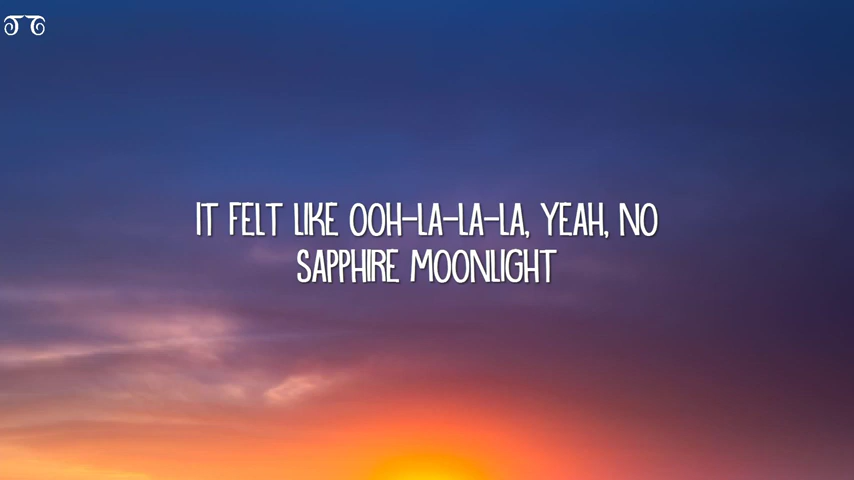 IT FELT LIKE OOH-LA-LA-LA, YEAH, NO
SAPPHIRE MOONLIGHT